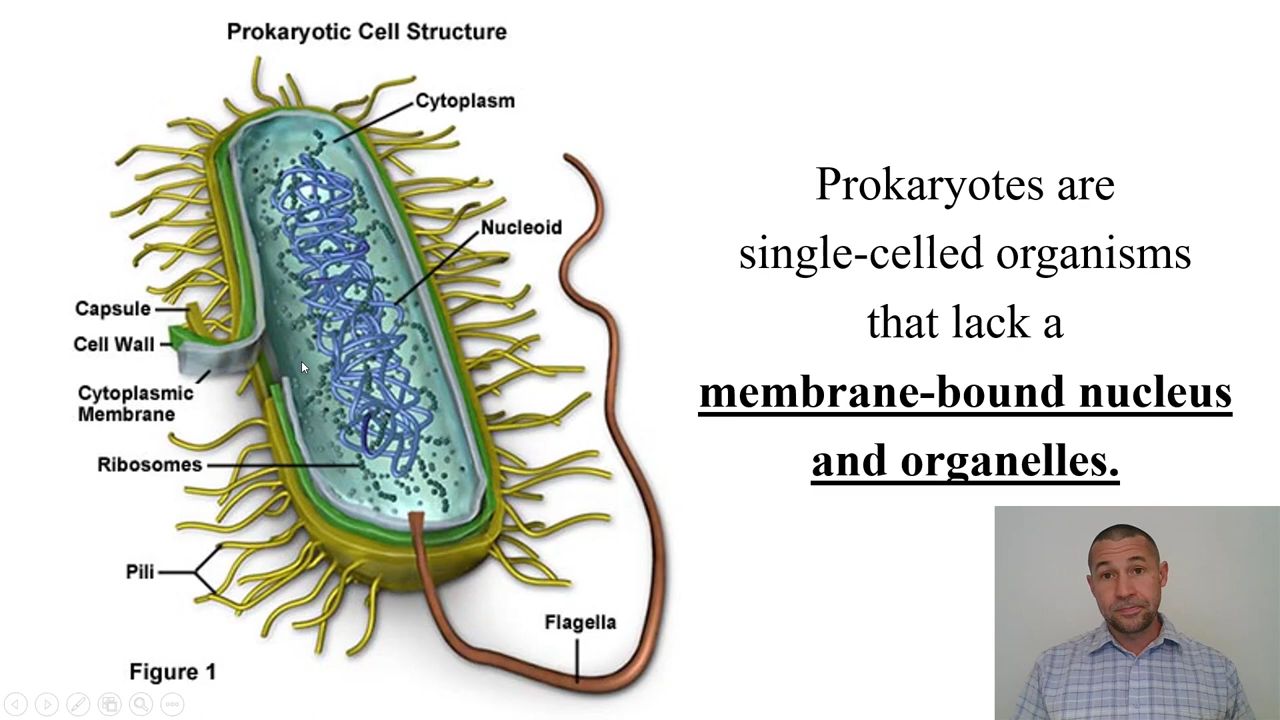 Prokaryotic Cell Structure
Cytoplasm
Nucleoid
Capsule
Cell Wall
Cytoplasmic
Membrane
Ribosomes
Pili
Flagella
Figure 1
Prokaryotes are
single-celled organisms
that lack a
membrane-bound nucleus
and organelles.